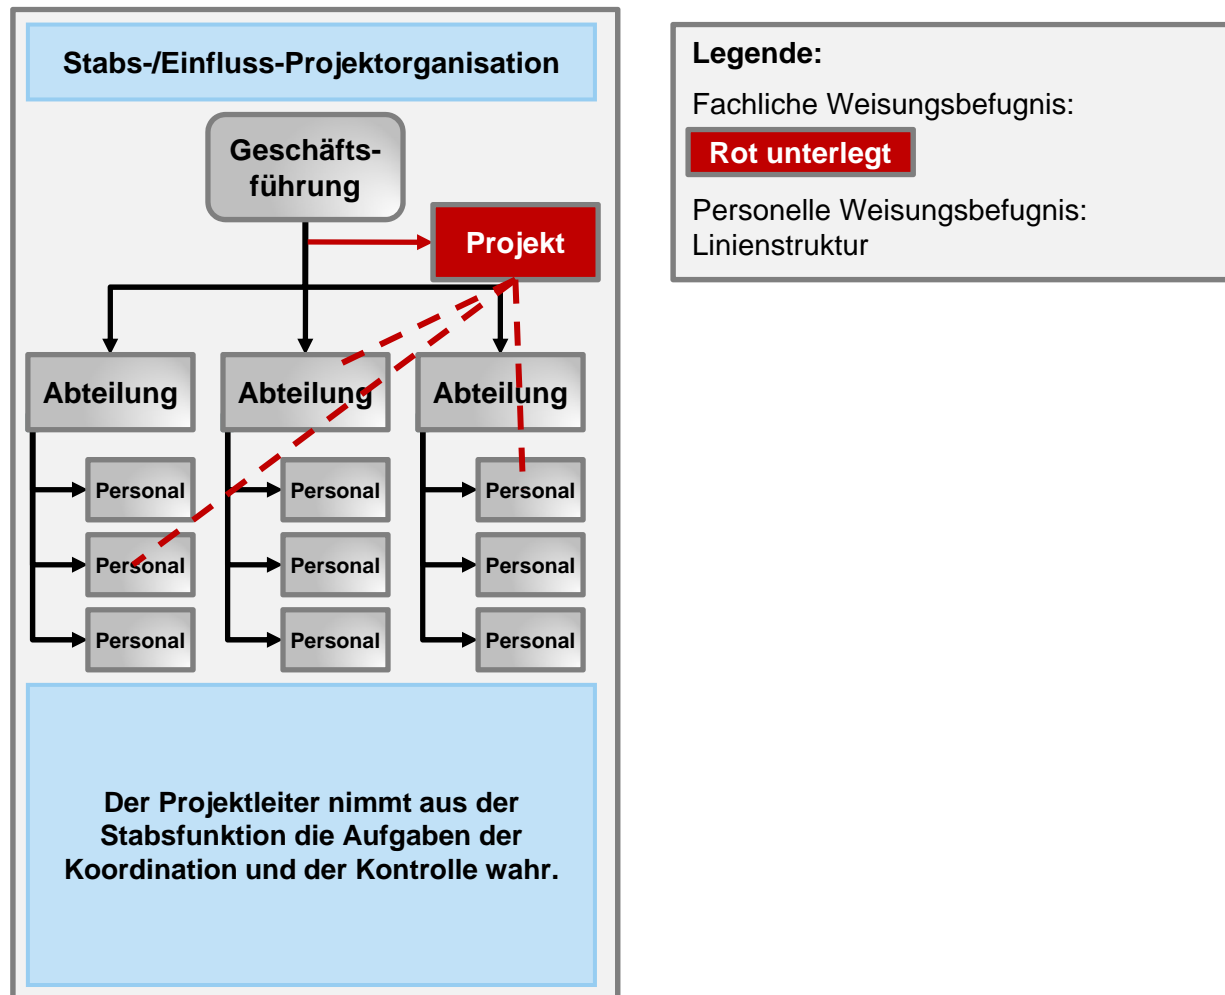 Stabs-/Einfluss-Projektorganisation
Geschäfts-
führung
Projekt
Abteilung Abteilung Abteilung
Personal Personal Personal
Personal Personal Personal
Personal Personal Personal
Der Projektleiter nimmt aus der
Stabsfunktion die Aufgaben der
Koordination und der Kontrolle wahr.
Legende:
Fachliche Weisungsbefugnis:
Rot unterlegt
Personelle Weisungsbefugnis:
Linienstruktur